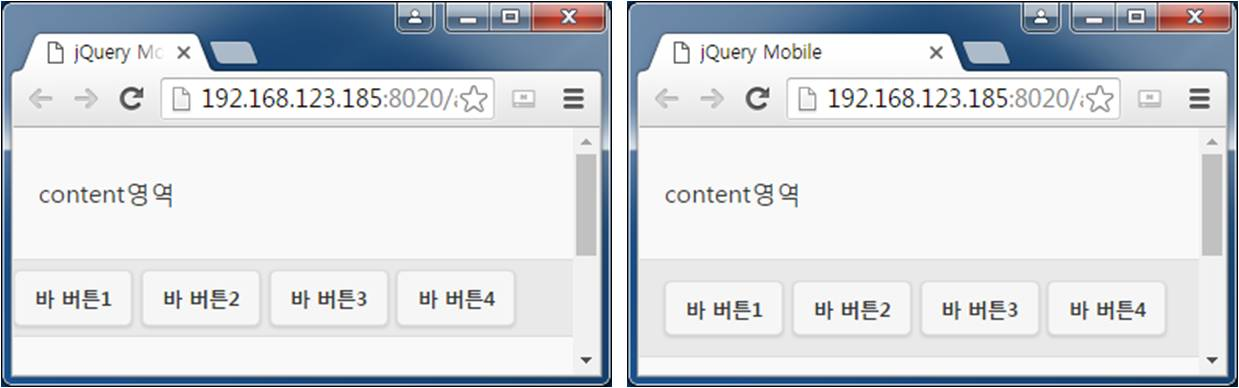 jQuery Mo
192.168.123.185:8020/a
content영역
바 버튼1 바 버튼2 바 버튼3 바 버튼4
jQuery Mobile
192.168.123.185:8020/a
content영역
바 버튼1 바 버튼2 바 버튼3 바 버튼4